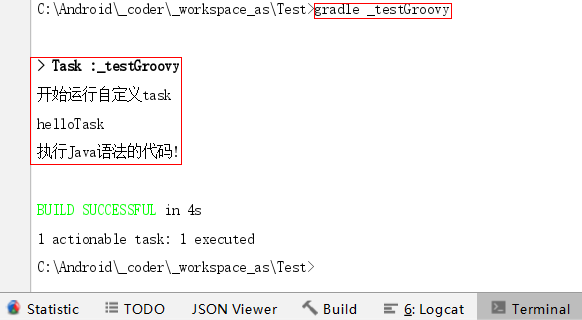 C:\Android\_coder\_workspace_as\Test>gradle _testGroovy
> Task :_testGroovy
开始运行自定义task
helloTask
执行Java语法的代码!
BUILD SUCCESSFUL in 4s
1 actionable task: 1 executed
C:\Android\_coder\_workspace_as\Test>
Statistic TODO JSON Viewer Build 6: Logcat Terminal